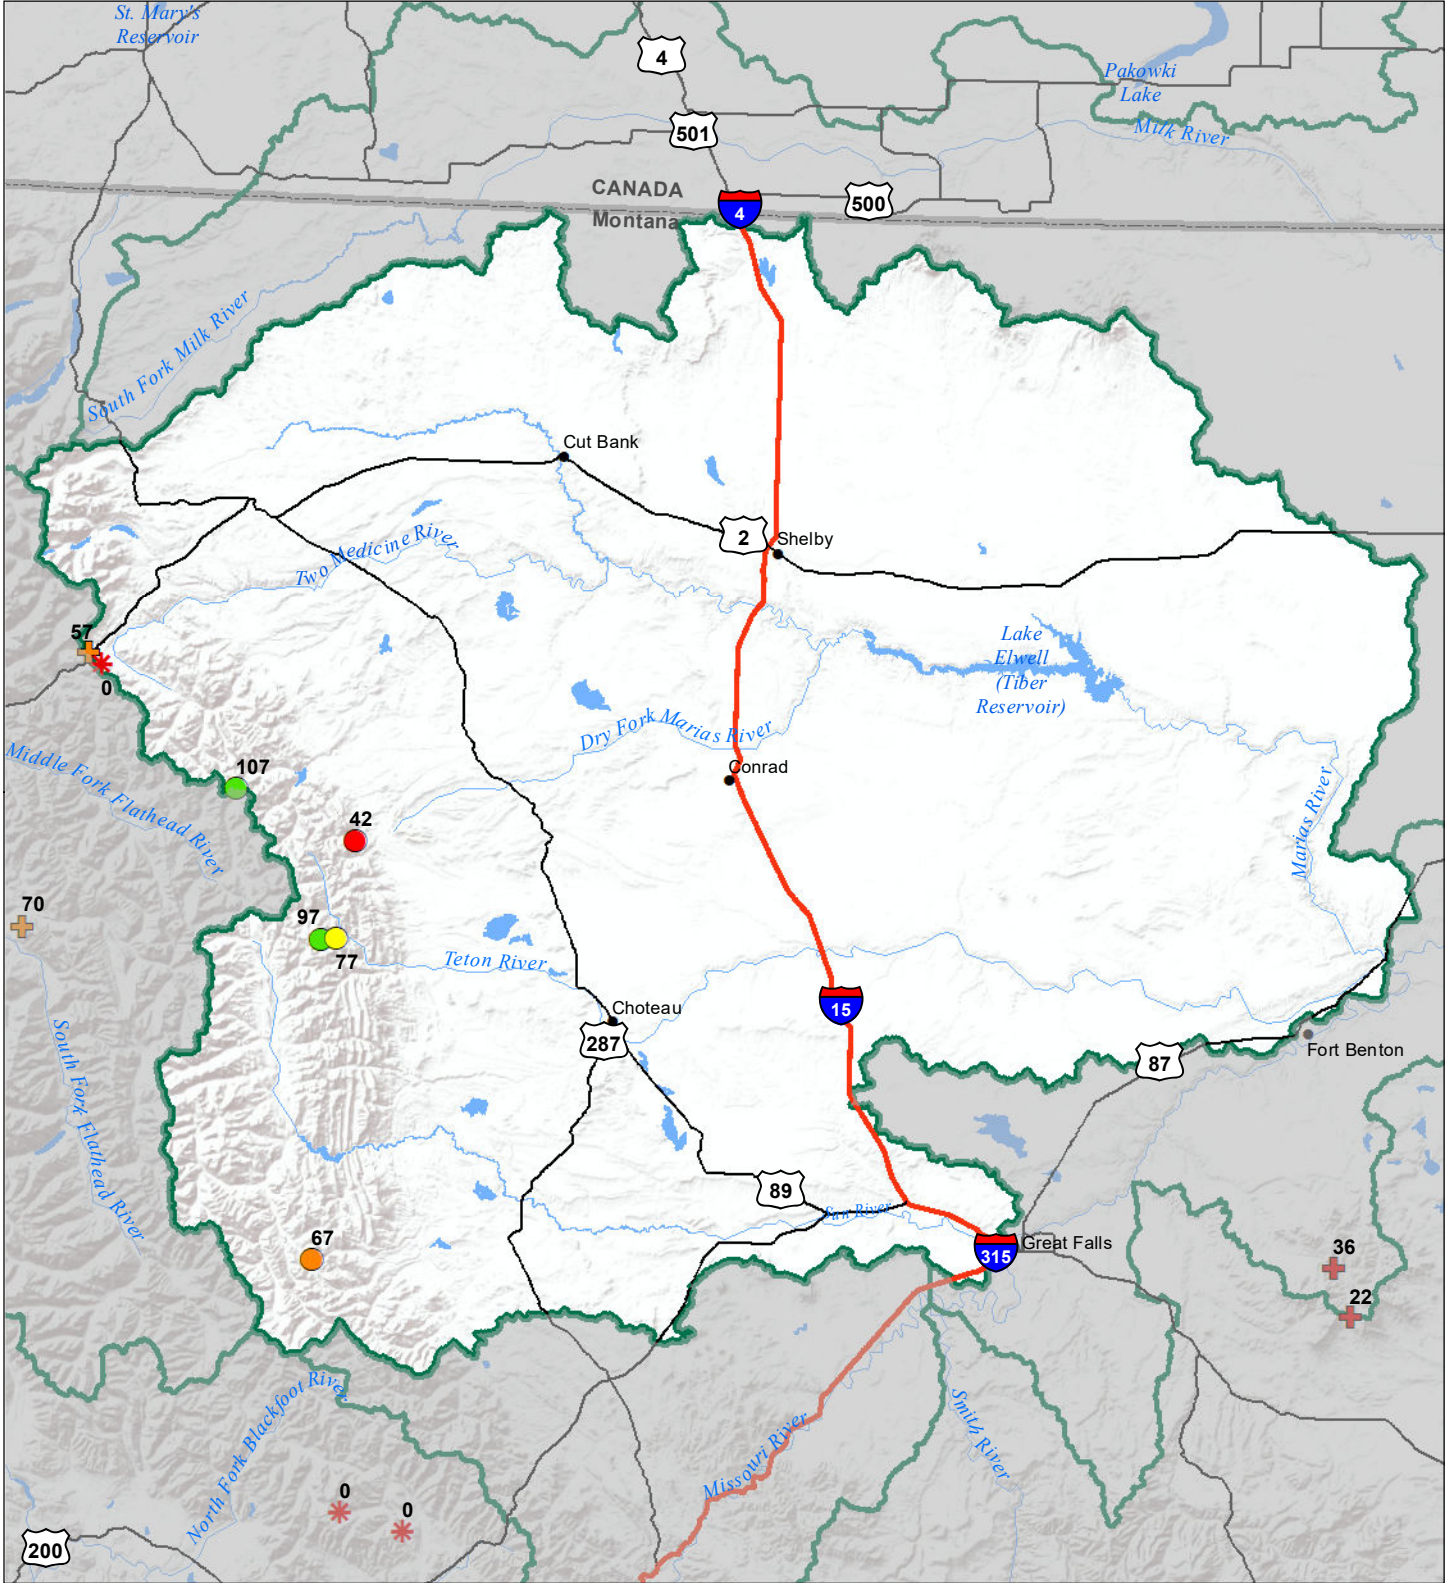 St. Mary's
Reservoir
4
501
Pakowki
Lake
Milk River
CANADA
Montana
4
500
South Fork Milk River
Cut Bank
2
Shelby
Two Medicine River
57
0
Lake
Elwell
(Tiber
Reservoir)
Dry Fork Marias River
Middle Fork Flathead River
107
Conrad
42
Marias River
70
97
77
Teton River
15
Choteau
287
South Fork Flathead River
87
Fort Benton
89
Sun River
67
315
Great Falls
36
22
North Fork Blackfoot River
Missouri River
Smith River
0
0
200